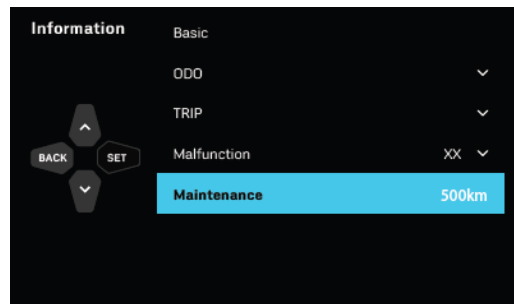 Information
Basic
ODO
TRIP
Malfunction XX
BACK SET
Maintenance 500km